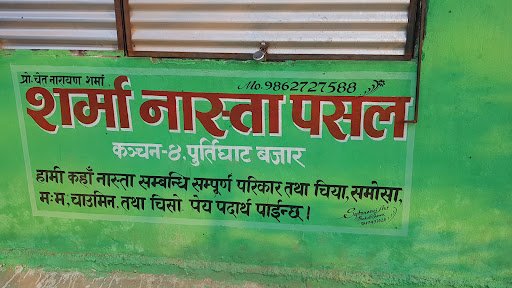 प्रो. चेत नारायण शर्मा
Mo. 9862727588
शर्मा नास्ता पसल
कञ्चन-४, पुर्तिघाट बजार
हामी कहाँ नास्ता सम्बन्धि सम्पूर्ण परिकार तथा चिया, समोसा,
मःम, चाउमिन, तथा चिसो पेय पदार्थ पाईन्छ।